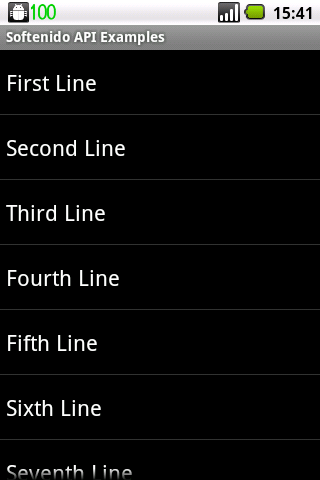 100 15:41
Softenido API Examples
First Line
Second Line
Third Line
Fourth Line
Fifth Line
Sixth Line
Seventh Line